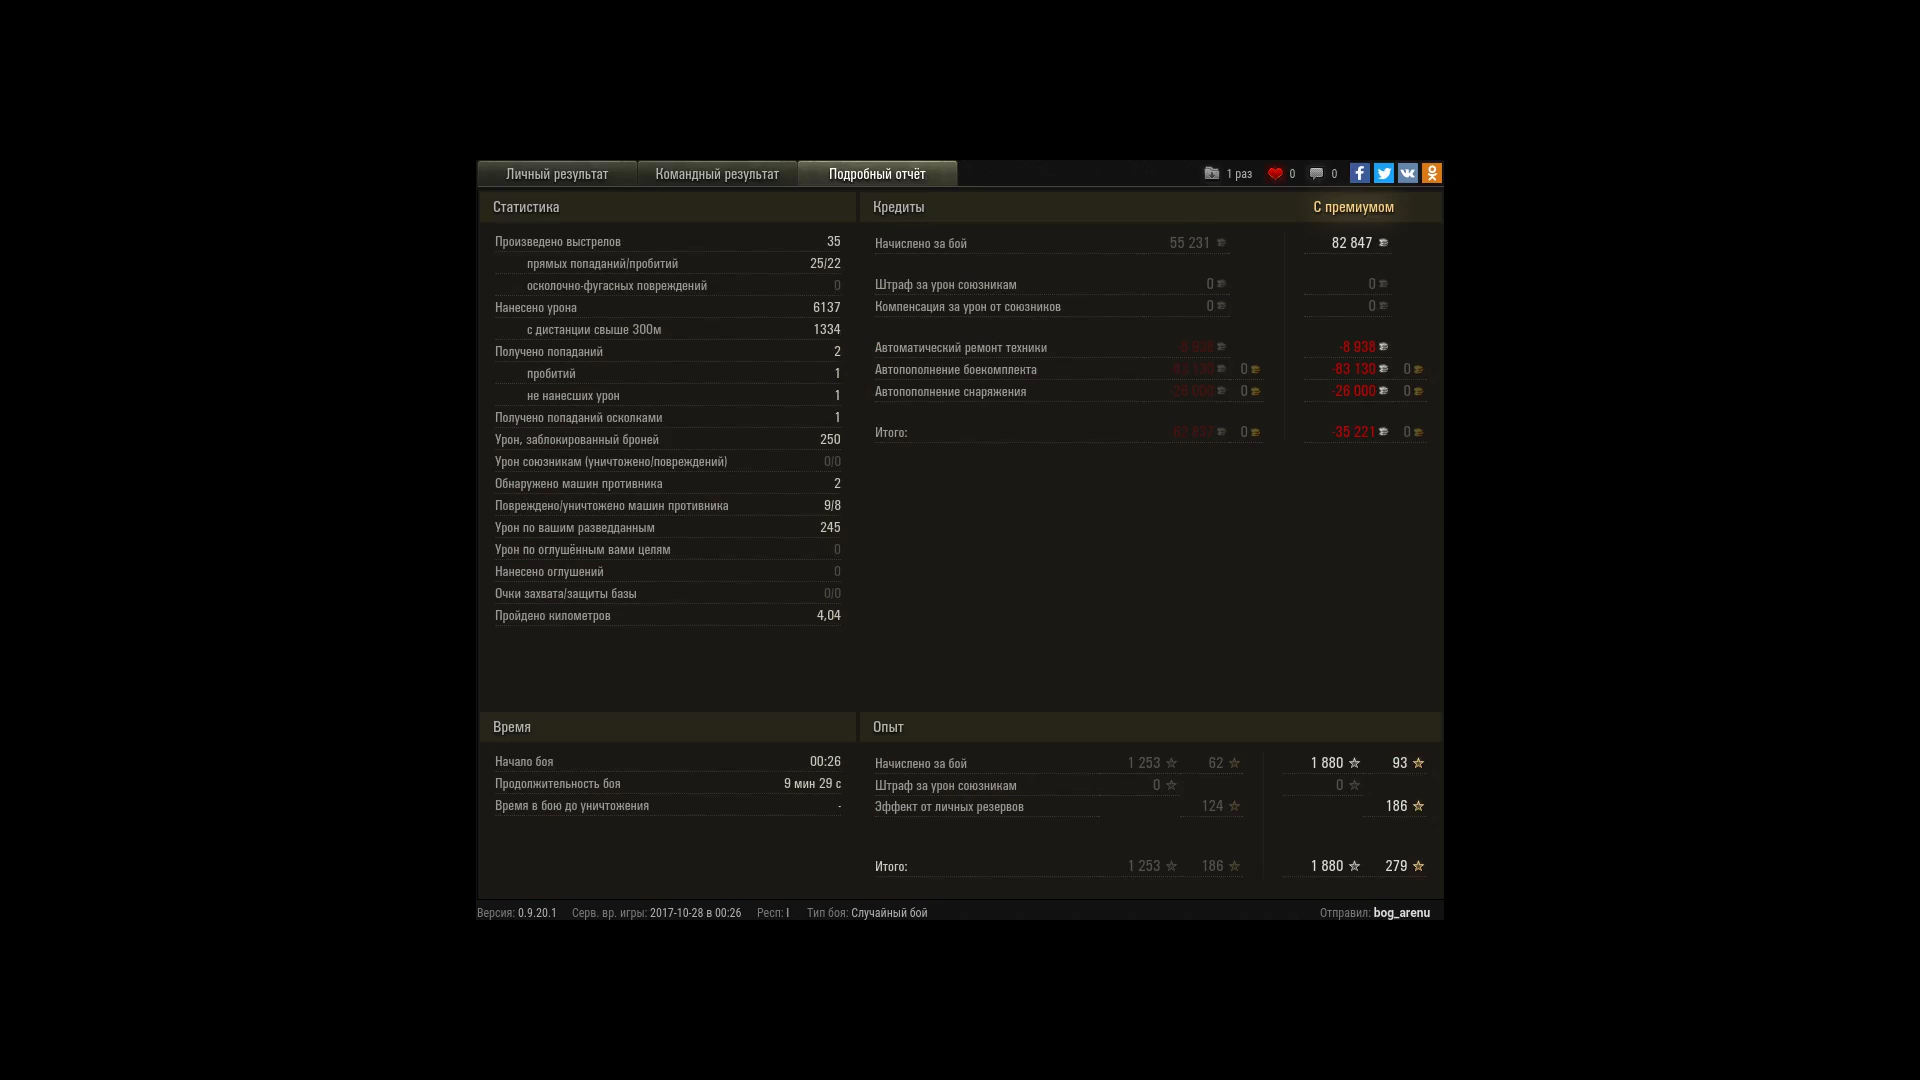 Личный результат Командный результат Подробный отчёт 1 раз 0 0
Статистика
Произведено выстрелов 35
прямых попаданий/пробитий 25/22
осколочно-фугасных повреждений 0
Нанесено урона 6137
с дистанции свыше 300м 1334
Получено попаданий 2
пробитий 1
не нанесших урон 1
Получено попаданий осколками 1
Урон, заблокированный броней 250
Урон союзникам (уничтожено/повреждений) 0/0
Обнаружено машин противника 2
Повреждено/уничтожено машин противника 9/8
Урон по вашим разведданным 245
Урон по оглушённым вами целям 0
Нанесено оглушений 0
Очки захвата/защиты базы 0/0
Пройдено километров 4,04
Кредиты С премиумом
Начислено за бой 55 231 82 847
Штраф за урон союзникам 0 0
Компенсация за урон от союзников 0 0
Автоматический ремонт техники -8 938 -8 938
Автопополнение боекомплекта -83 130 0 -83 130 0
Автопополнение снаряжения -26 000 0 -26 000 0
Итого: 0 -35 221 0
Время
Начало боя 00:26
Продолжительность боя 9 мин 29 с
Время в бою до уничтожения -
Опыт
Начислено за бой 1 253 62 1 880 93
Штраф за урон союзникам 0 0
Эффект от личных резервов 124 186
Итого: 1 253 186 1 880 279
Версия: 0.9.20.1 Серв. вр. игры: 2017-10-28 в 00:26 Респ: I Тип боя: Случайный бой Отправил: bog_arenu